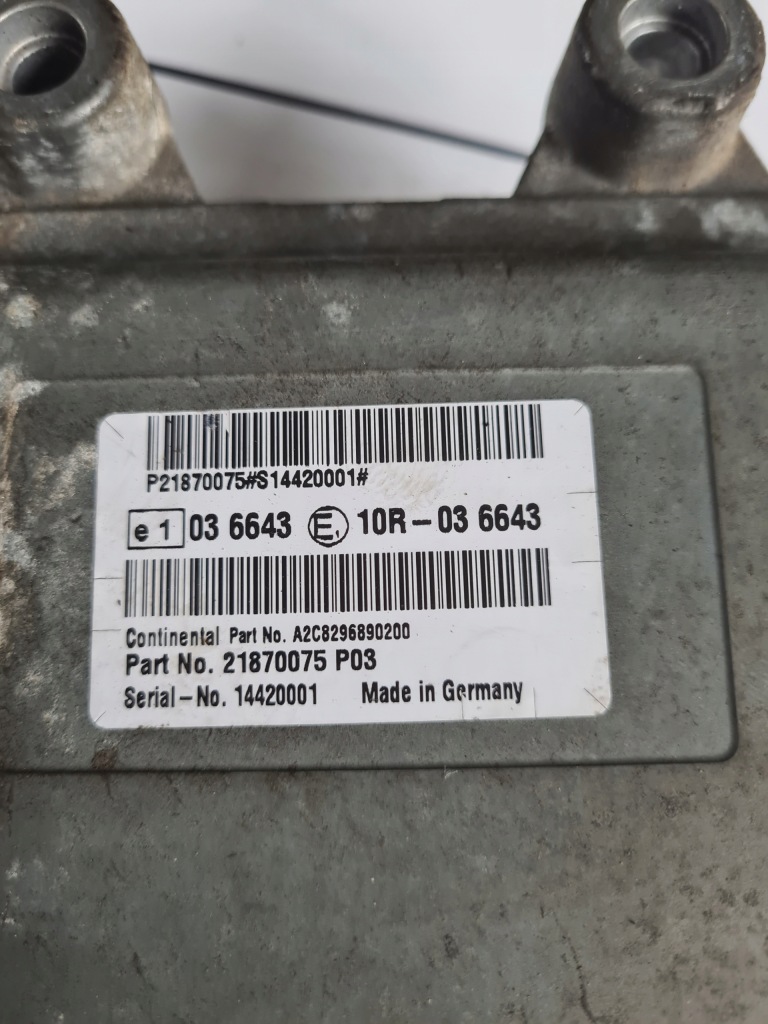 P21870075#S14420001#
e 1 03 6643 E1 10R-03 6643
Continental Part No. A2C8296890200
Part No. 21870075 P03
Serial-No. 14420001 Made in Germany